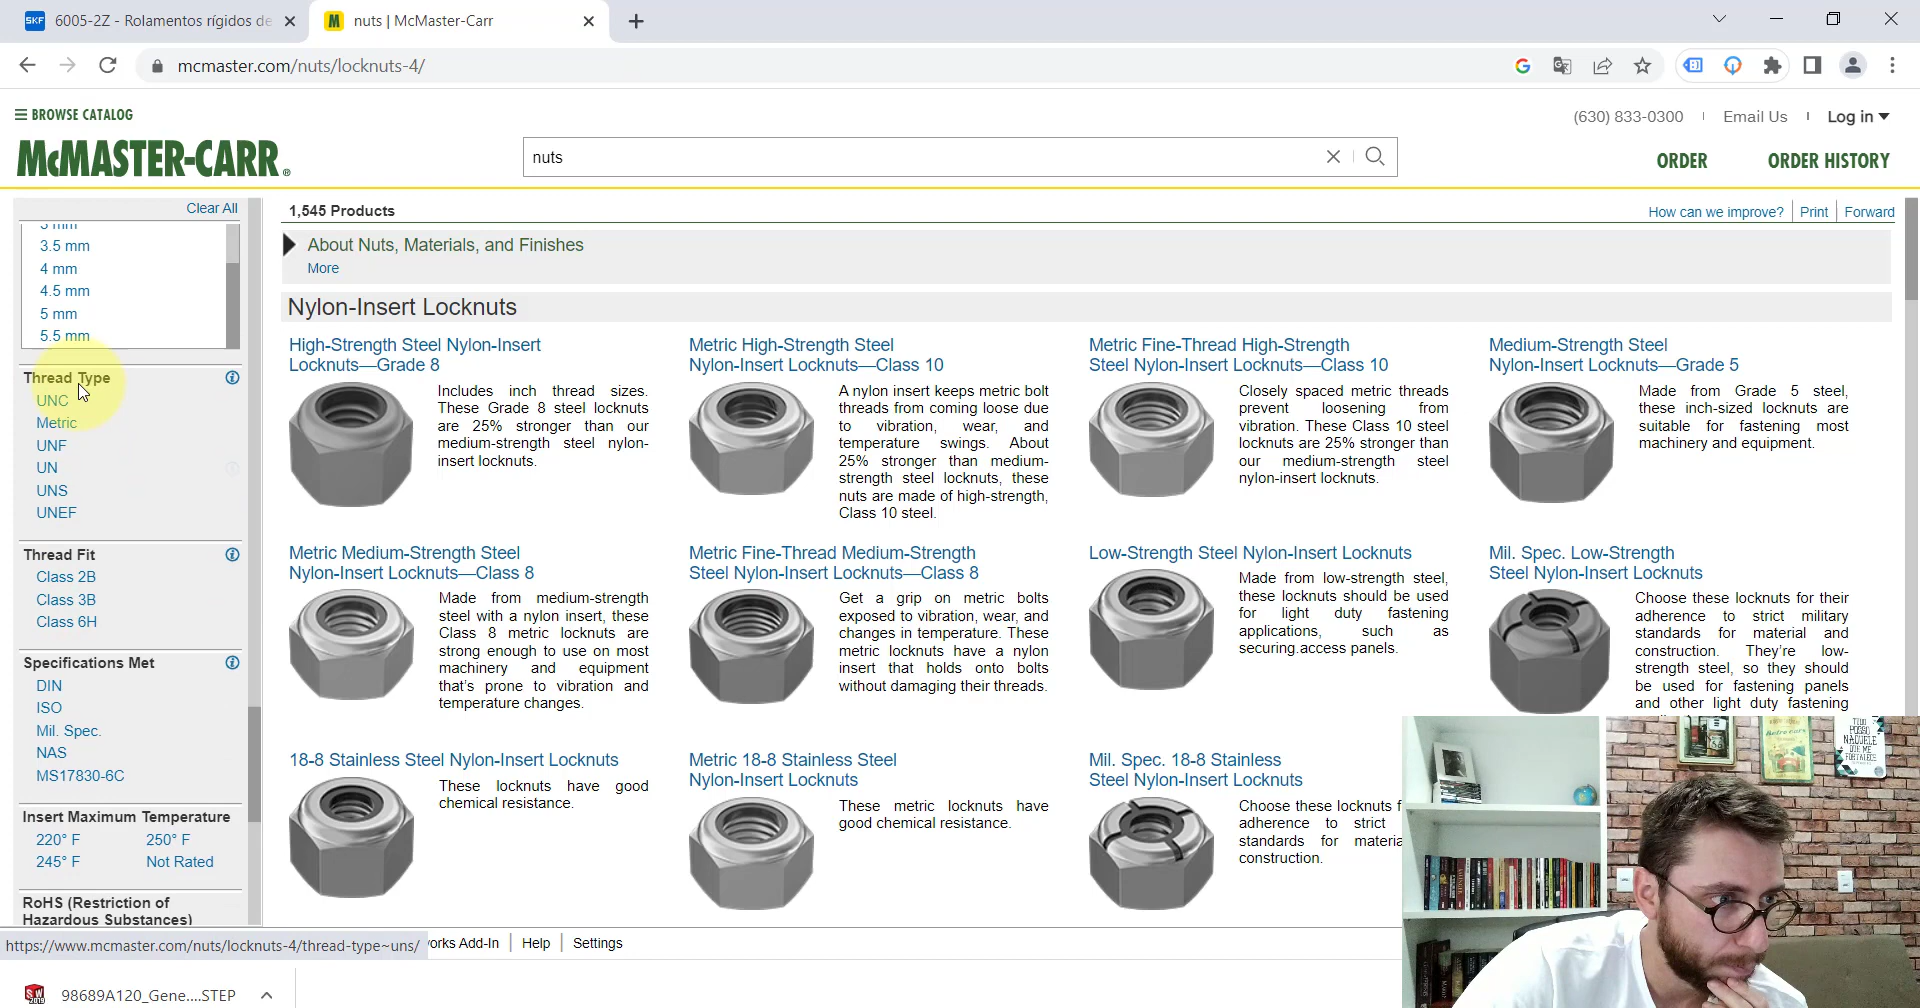 SKF 6005-2Z - Rolamentos rígidos de
M nuts | McMaster-Carr
mcmaster.com/nuts/locknuts-4/
BROWSE CATALOG
(630) 833-0300
Email Us
Log in
McMASTER-CARR®
nuts
ORDER
ORDER HISTORY
Clear All
3 mm
3.5 mm
4 mm
4.5 mm
5 mm
5.5 mm
Thread Type
UNC
Metric
UNF
UN
UNS
UNEF
Thread Fit
Class 2B
Class 3B
Class 6H
Specifications Met
DIN
ISO
Mil. Spec.
NAS
MS17830-6C
Insert Maximum Temperature
220° F 250° F
245° F Not Rated
RoHS (Restriction of
Hazardous Substances)
1,545 Products
How can we improve? Print Forward
About Nuts, Materials, and Finishes
More
Nylon-Insert Locknuts
High-Strength Steel Nylon-Insert
Locknuts—Grade 8
Includes inch thread sizes.
These Grade 8 steel locknuts
are 25% stronger than our
medium-strength steel nylon-
insert locknuts.
Metric High-Strength Steel
Nylon-Insert Locknuts—Class 10
A nylon insert keeps metric bolt
threads from coming loose due
to vibration, wear, and
temperature swings. About
25% stronger than medium-
strength steel locknuts, these
nuts are made of high-strength,
Class 10 steel.
Metric Fine-Thread High-Strength
Steel Nylon-Insert Locknuts—Class 10
Closely spaced metric threads
prevent loosening from
vibration. These Class 10 steel
locknuts are 25% stronger than
our medium-strength steel
nylon-insert locknuts.
Medium-Strength Steel
Nylon-Insert Locknuts—Grade 5
Made from Grade 5 steel,
these inch-sized locknuts are
suitable for fastening most
machinery and equipment.
Metric Medium-Strength Steel
Nylon-Insert Locknuts—Class 8
Made from medium-strength
steel with a nylon insert, these
Class 8 metric locknuts are
strong enough to use on most
machinery and equipment
that's prone to vibration and
temperature changes.
Metric Fine-Thread Medium-Strength
Steel Nylon-Insert Locknuts—Class 8
Get a grip on metric bolts
exposed to vibration, wear, and
changes in temperature. These
metric locknuts have a nylon
insert that holds onto bolts
without damaging their threads.
Low-Strength Steel Nylon-Insert Locknuts
Made from low-strength steel,
these locknuts should be used
for light duty fastening
applications, such as
securing access panels.
Mil. Spec. Low-Strength
Steel Nylon-Insert Locknuts
Choose these locknuts for their
adherence to strict military
standards for material and
construction. They're low-
strength steel, so they should
be used for fastening panels
and other light duty fastening
18-8 Stainless Steel Nylon-Insert Locknuts
These locknuts have good
chemical resistance.
Metric 18-8 Stainless Steel
Nylon-Insert Locknuts
These metric locknuts have
good chemical resistance.
Mil. Spec. 18-8 Stainless
Steel Nylon-Insert Locknuts
Choose these locknuts f
adherence to strict
standards for materia
construction.
https://www.mcmaster.com/nuts/locknuts-4/thread-type~uns/
orks Add-In Help Settings
98689A120_Gene....STEP
TUDO
POSSO
NAQUELE
QUE ME
FORTALECE